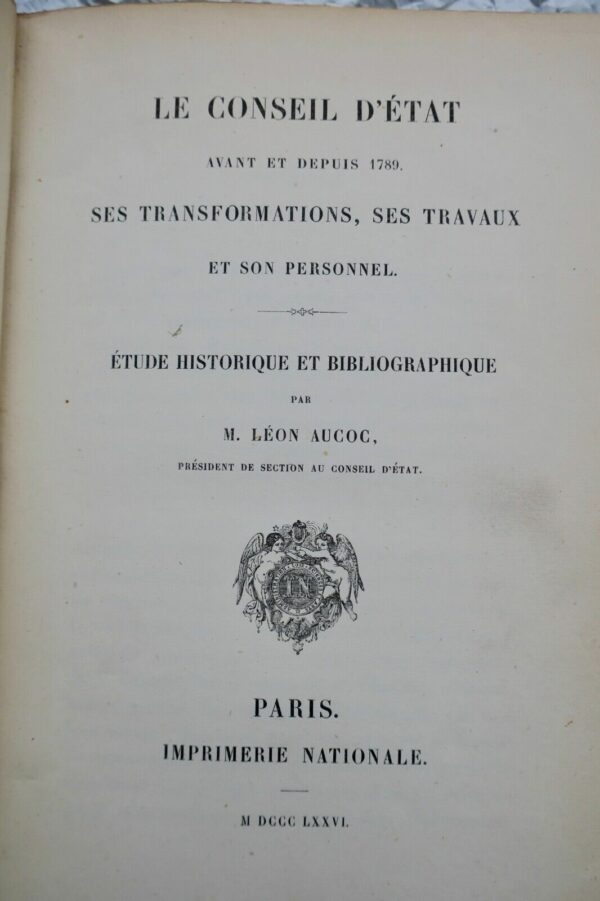 LE CONSEIL D'ÉTAT
AVANT ET DEPUIS 1789.
SES TRANSFORMATIONS, SES TRAVAUX
ET SON PERSONNEL.
ÉTUDE HISTORIQUE ET BIBLIOGRAPHIQUE
PAR
M. LÉON AUCOC,
PRÉSIDENT DE SECTION AU CONSEIL D'ÉTAT.
IN
PARIS.
IMPRIMERIE NATIONALE.
M DCCC LXXVI.